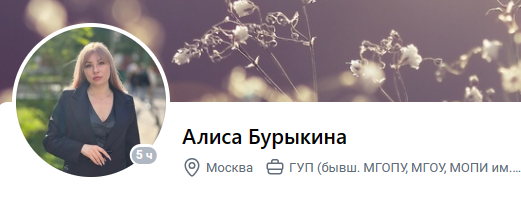 5 ч
Алиса Бурыкина
Москва ГУП (бывш. МГОПУ, МГОУ, МОПИ им....